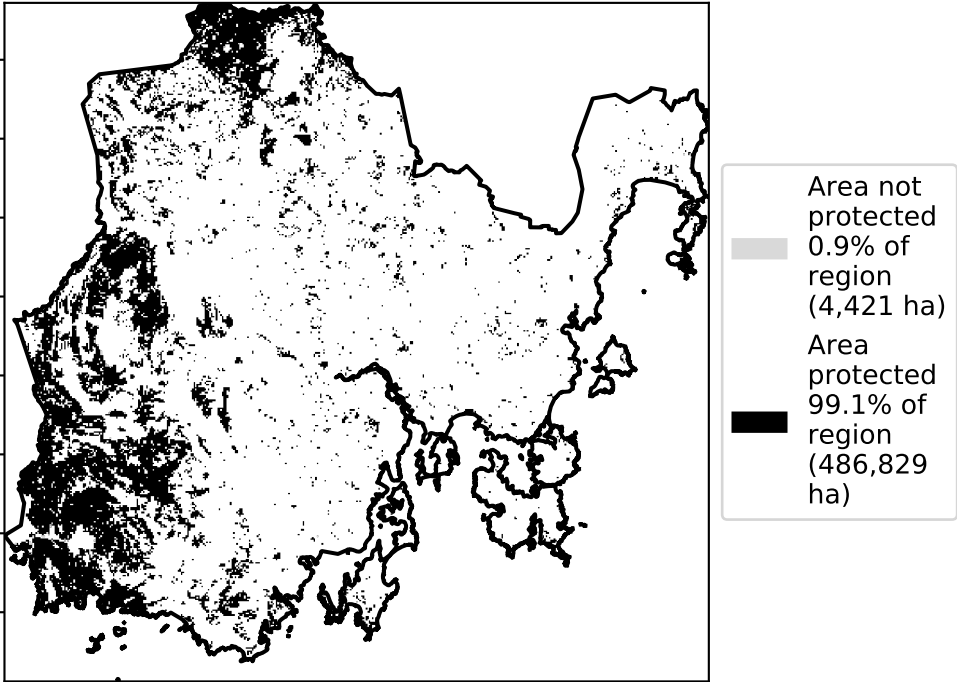 Area not
protected
0.9% of
region
(4,421 ha)
Area
protected
99.1% of
region
(486,829
ha)